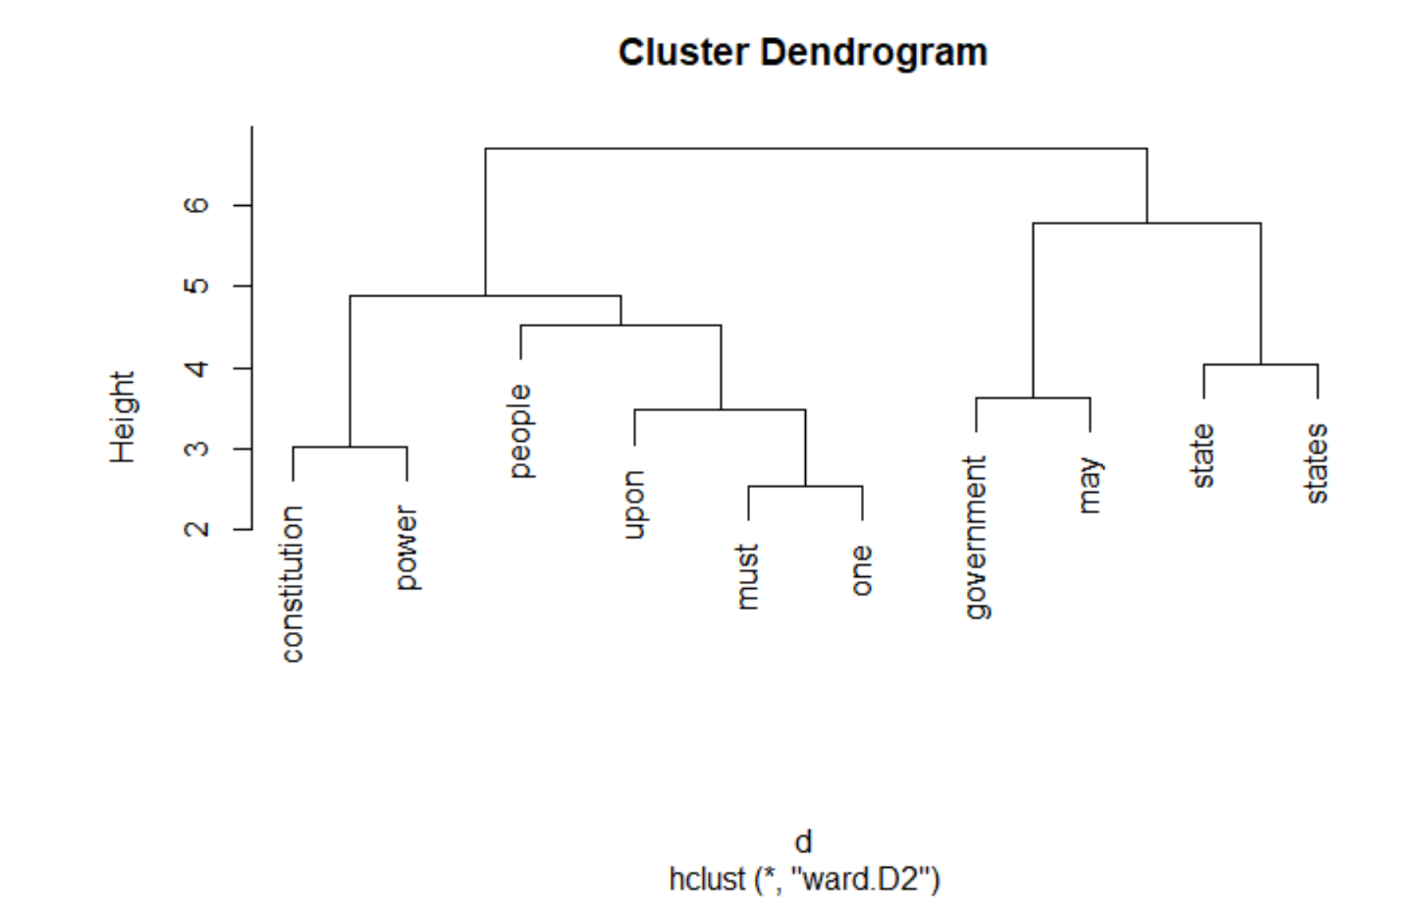 Cluster Dendrogram
Height
6
5
4
3
2
constitution
power
people
upon
must
one
government
may
state
states
d
hclust (*, "ward.D2")